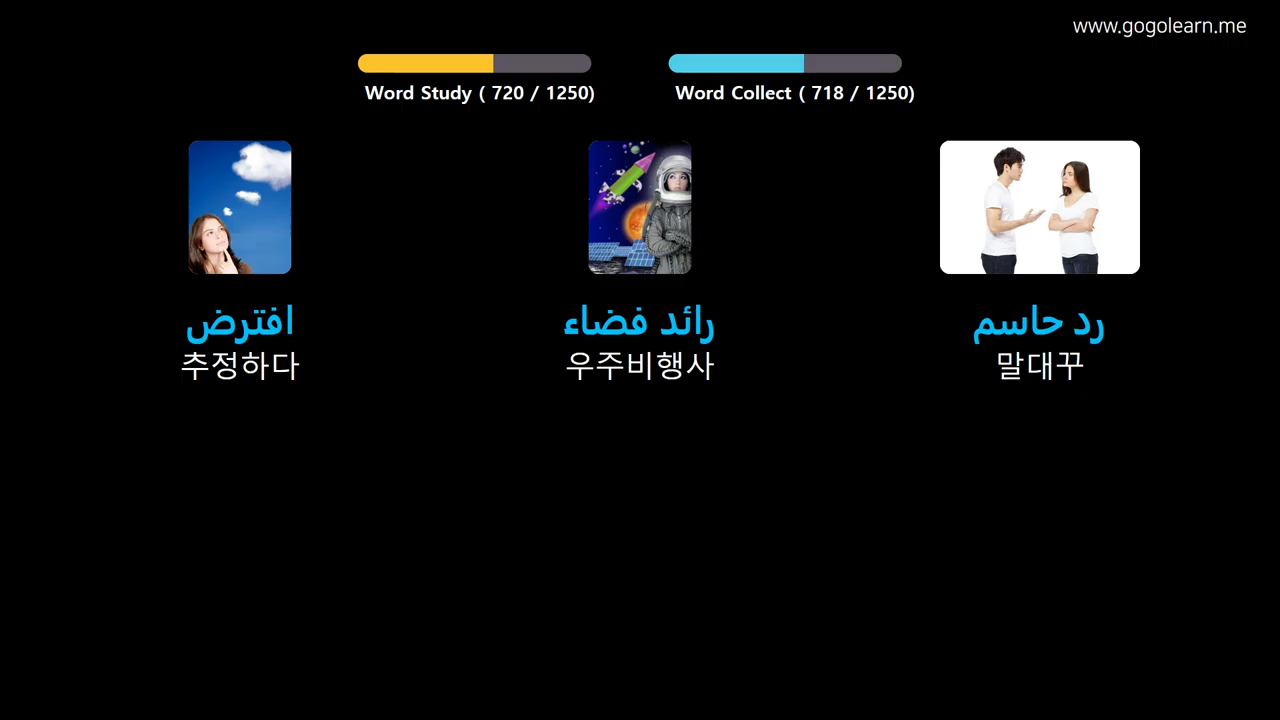 www.gogolearn.me
Word Study ( 720 / 1250)
Word Collect ( 718 / 1250)
افترض
추정하다
رائد فضاء
우주비행사
رد حاسم
말대꾸